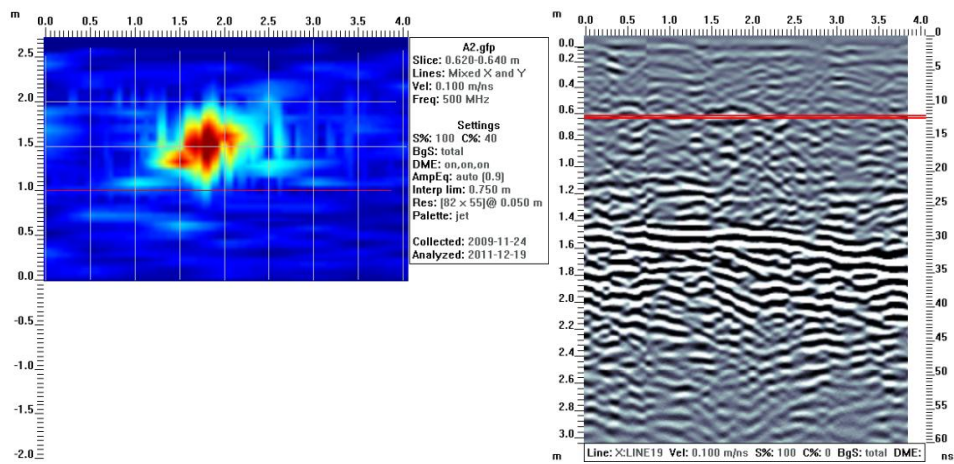 m 0.0 0.5 1.0 1.5 2.0 2.5 3.0 3.5 4.0
2.5
2.0
1.5
1.0
0.5
0.0
-0.5
-1.0
-1.5
-2.0
A2.gfp
Slice: 0.620-0.640 m
Lines: Mixed X and Y
Vel: 0.100 m/ns
Freq: 500 MHz
Settings
S%: 100 C%: 40
BgS: total
DME: on,on,on
AmpEq: auto (0.9)
Interp lim: 0.750 m
Res: [82 x 55]@ 0.050 m
Palette: jet
Collected: 2009-11-24
Analyzed: 2011-12-19
m 0.0 0.5 1.0 1.5 2.0 2.5 3.0 3.5 4.0
0.0
0.2
0.4
0.6
0.8
1.0
1.2
1.4
1.6
1.8
2.0
2.2
2.4
2.6
2.8
3.0
m
0
5
10
15
20
25
30
35
40
45
50
55
60
ns
Line: X:LINE19 Vel: 0.100 m/ns S%: 100 C%: 0 BgS: total DME: